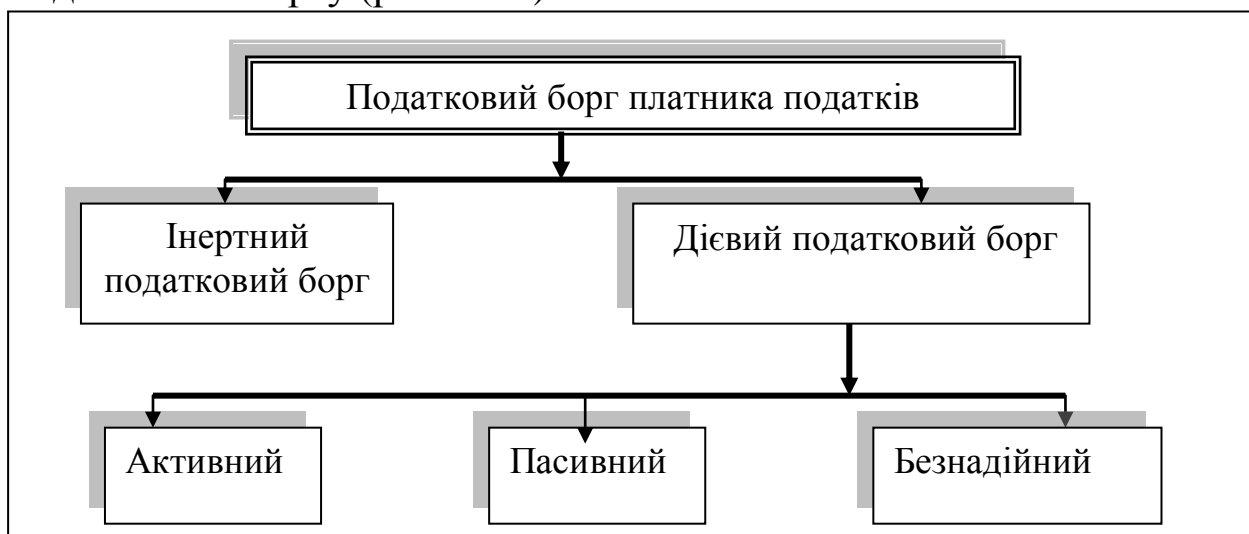 Податковий борг платника податків
Інертний
податковий борг
Дієвий податковий борг
Активний
Пасивний
Безнадійний